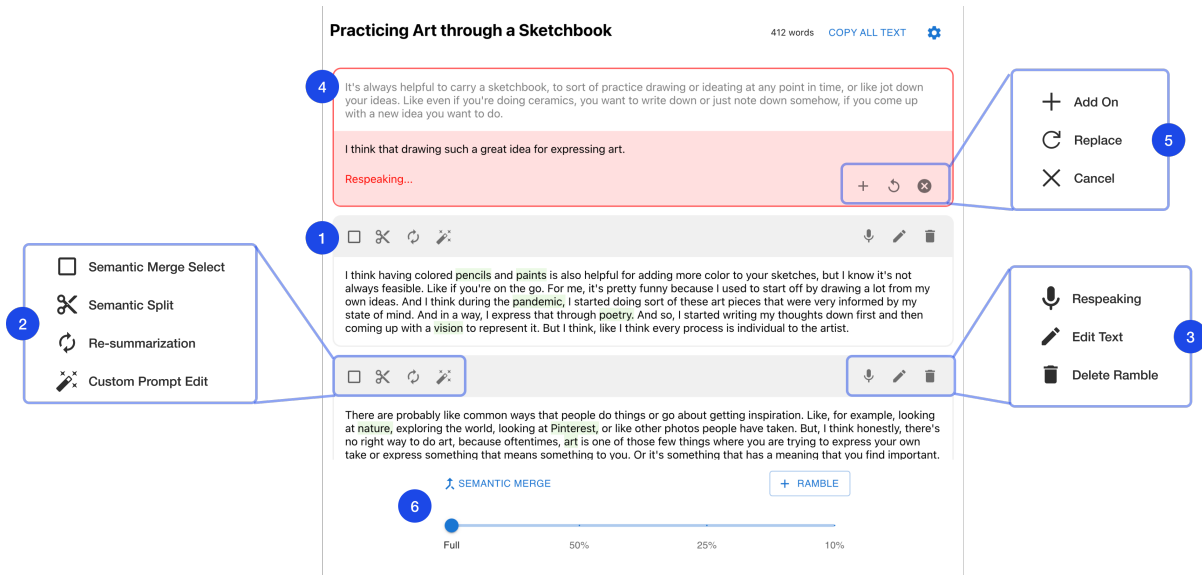 Practicing Art through a Sketchbook
412 words COPY ALL TEXT
4
It's always helpful to carry a sketchbook, to sort of practice drawing or ideating at any point in time, or like jot down
your ideas. Like even if you're doing ceramics, you want to write down or just note down somehow, if you come up
with a new idea you want to do.
I think that drawing such a great idea for expressing art.
Respeaking...
Add On
Replace
Cancel
5
1
I think having colored pencils and paints is also helpful for adding more color to your sketches, but I know it's not
always feasible. Like if you're on the go. For me, it's pretty funny because I used to start off by drawing a lot from my
own ideas. And I think during the pandemic, I started doing sort of these art pieces that were very informed by my
state of mind. And in a way, I express that through poetry. And so, I started writing my thoughts down first and then
coming up with a vision to represent it. But I think, like I think every process is individual to the artist.
2
Semantic Merge Select
Semantic Split
Re-summarization
Custom Prompt Edit
Respeaking
Edit Text
Delete Ramble
3
There are probably like common ways that people do things or go about getting inspiration. Like, for example, looking
at nature, exploring the world, looking at Pinterest, or like other photos people have taken. But, I think honestly, there's
no right way to do art, because oftentimes, art is one of those few things where you are trying to express your own
take or express something that means something to you. Or it's something that has a meaning that you find important.
SEMANTIC MERGE
+ RAMBLE
6
Full 50% 25% 10%